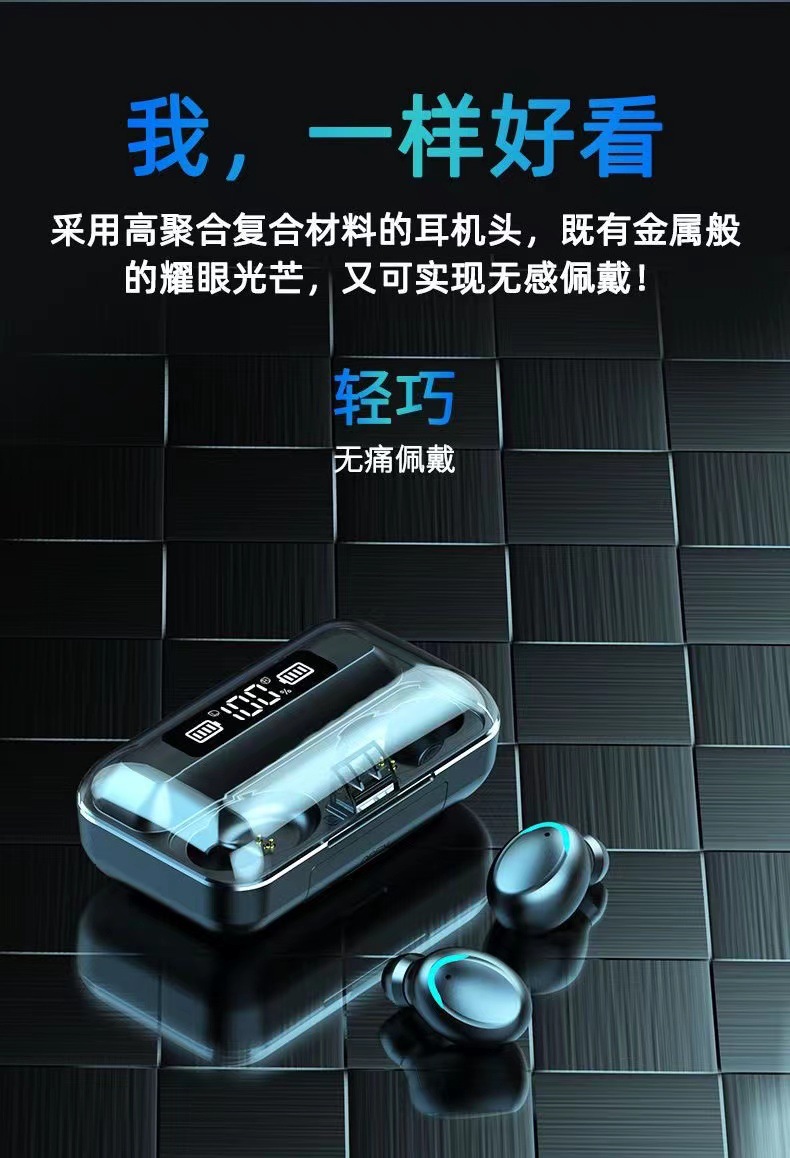 我，一样好看
采用高聚合复合材料的耳机头，既有金属般
的耀眼光芒，又可实现无感佩戴！
轻巧
无痛佩戴
100%